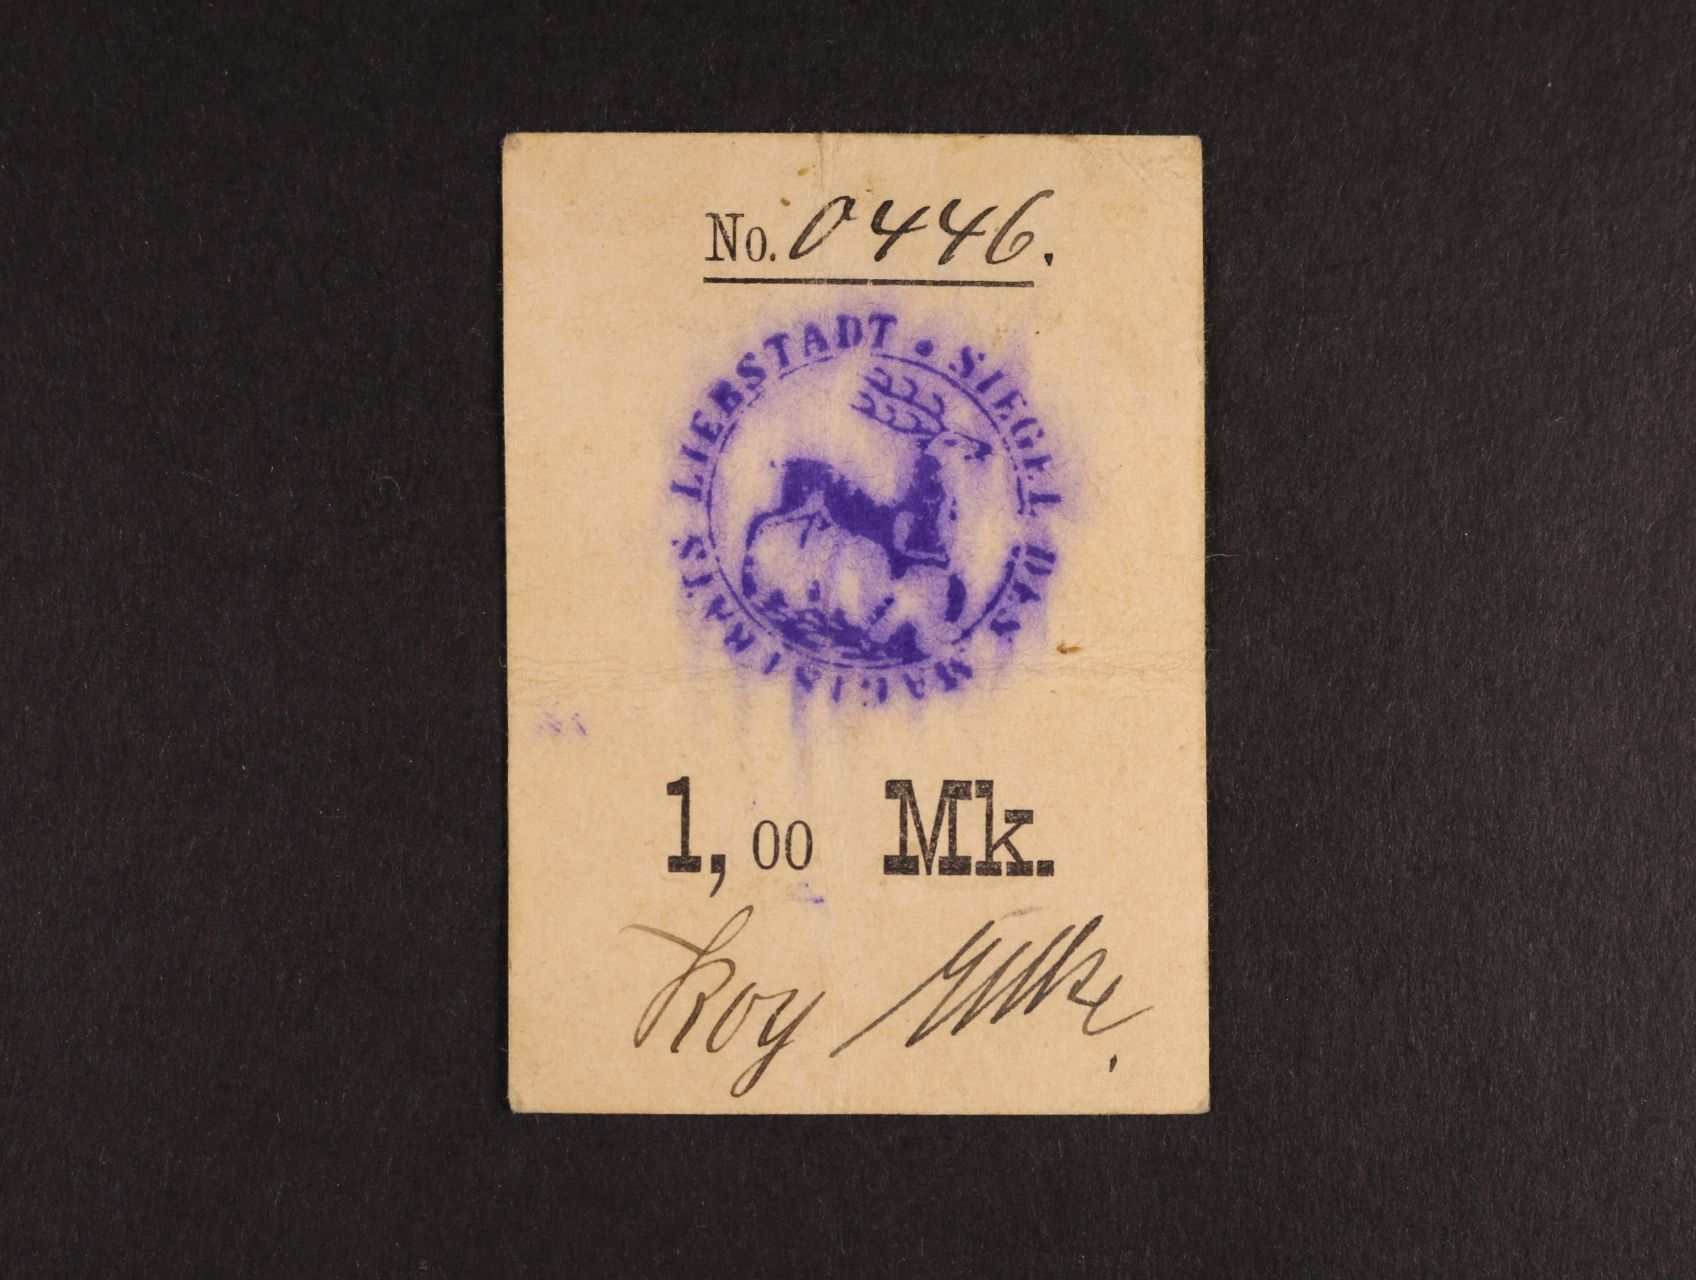 No. 0446.
SIEGEL DES MAGISTRATS LIEBSTADT •
1,00 Mk.